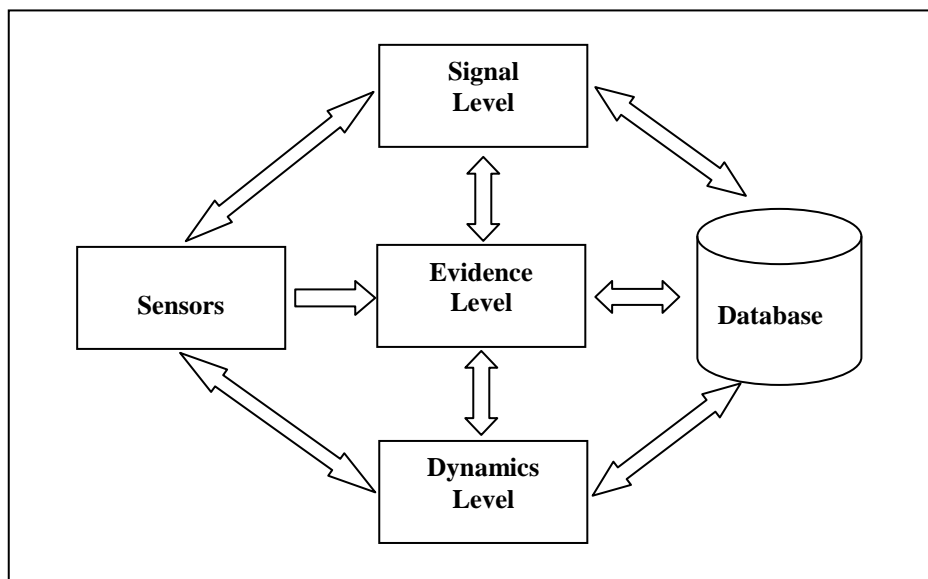 Signal
Level
Sensors
Evidence
Level
Database
Dynamics
Level